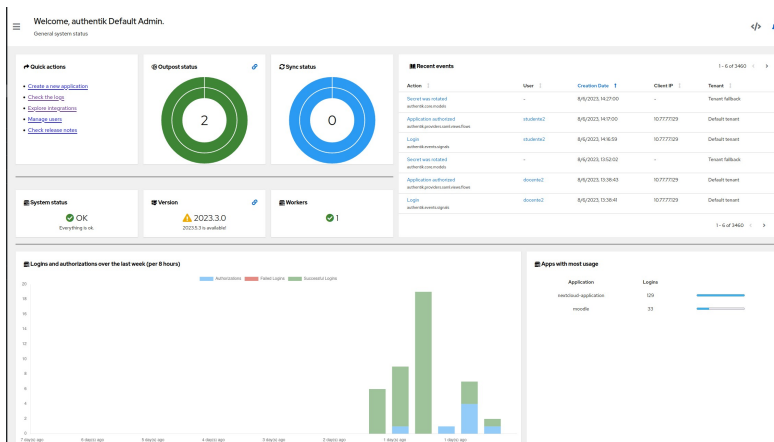 Welcome, authentik Default Admin.
General system status
Quick actions
Create a new application
Check the logs
Explore integrations
Manage users
Check release notes
Outpost status
2
Sync status
0
Recent events
1 - 6 of 3460
Action User Creation Date Client IP Tenant
Secret was rotated - 8/6/2023, 14:27:00 - Tenant fallback
authentik.core.models
Application authorized studente2 8/6/2023, 14:17:00 10.77.77.129 Default tenant
authentik.providers.saml.views.flows
Login studente2 8/6/2023, 14:16:59 10.77.77.129 Default tenant
authentik.events.signals
Secret was rotated - 8/6/2023, 13:52:02 - Tenant fallback
authentik.core.models
Application authorized docente2 8/6/2023, 13:38:43 10.77.77.129 Default tenant
authentik.providers.saml.views.flows
Login docente2 8/6/2023, 13:38:41 10.77.77.129 Default tenant
authentik.events.signals
1 - 6 of 3460
System status
OK
Everything is ok.
Version
2023.3.0
2023.5.3 is available!
Workers
1
Logins and authorizations over the last week (per 8 hours)
Authorizations Failed Logins Successful Logins
20
18
16
14
12
10
8
6
4
2
0
7 day(s) ago 6 day(s) ago 5 day(s) ago 4 day(s) ago 3 day(s) ago 2 day(s) ago 1 day(s) ago 1 day(s) ago
Apps with most usage
Application Logins
nextcloud-application 129
moodle 33